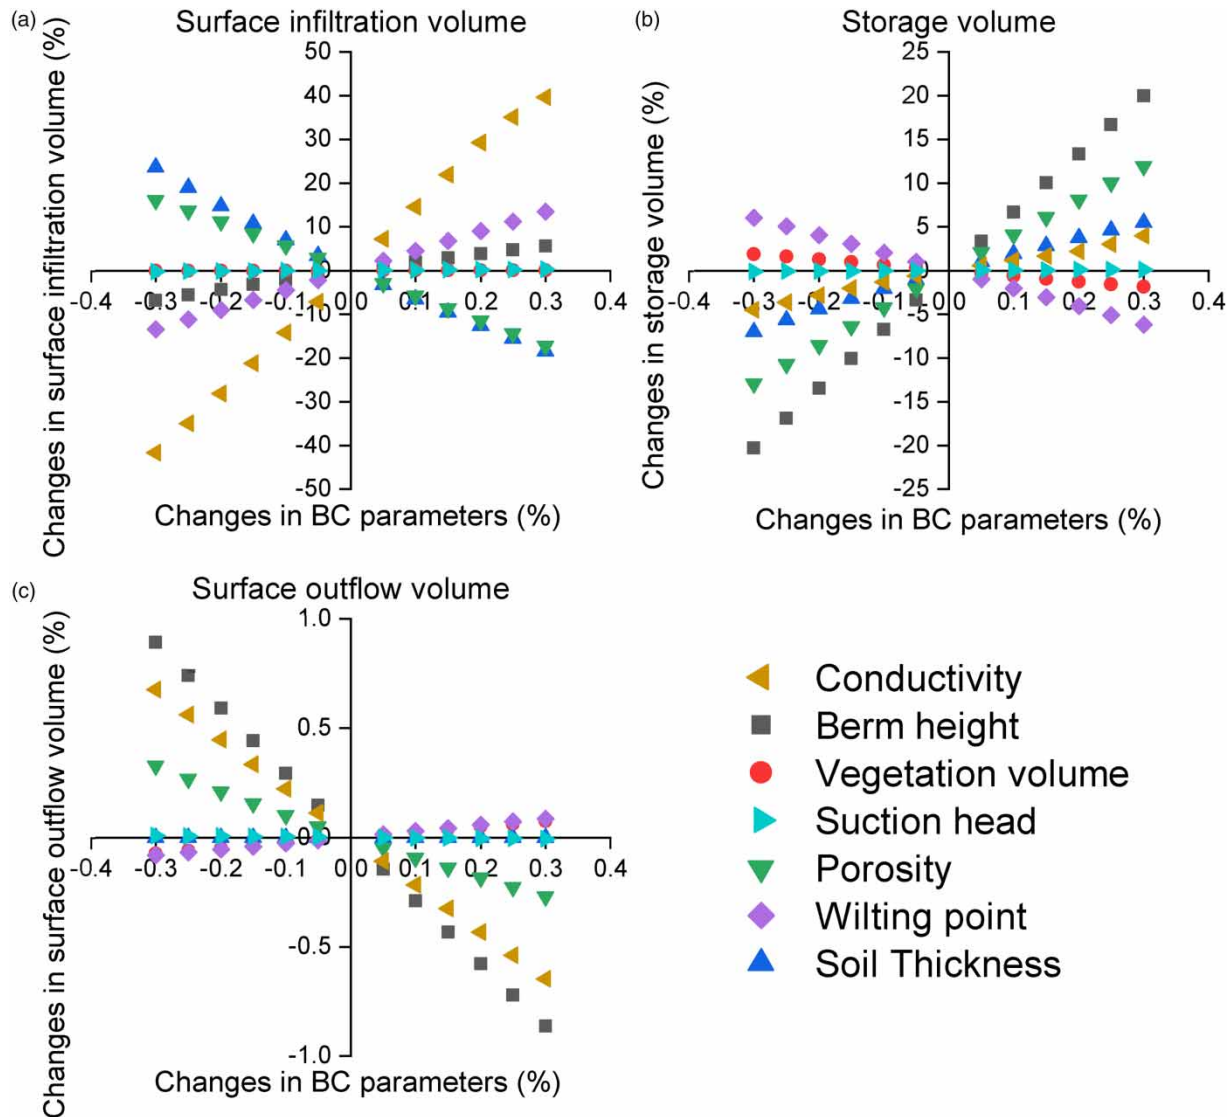 (a)
Surface infiltration volume
Changes in surface infiltration volume (%)
50
40
30
20
10
0
-10
-20
-30
-40
-50
-0.4 -0.3 -0.2 -0.1 0.0 0.1 0.2 0.3 0.4
Changes in BC parameters (%)
(b)
Storage volume
Changes in storage volume (%)
25
20
15
10
5
0
-5
-10
-15
-20
-25
-0.4 -0.3 -0.2 -0.1 0.0 0.1 0.2 0.3 0.4
Changes in BC parameters (%)
(c)
Surface outflow volume
Changes in surface outflow volume (%)
1.0
0.5
0.0
-0.5
-1.0
-0.4 -0.3 -0.2 -0.1 0.0 0.1 0.2 0.3 0.4
Changes in BC parameters (%)
Conductivity
Berm height
Vegetation volume
Suction head
Porosity
Wilting point
Soil Thickness